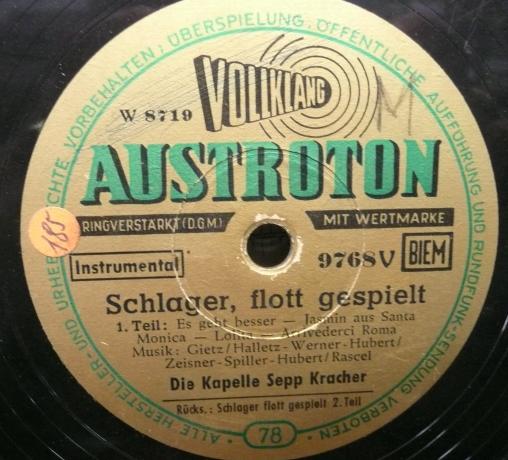 UND URHEBERRECHTE VORBEHALTEN; ÜBERSPIELUNG, ÖFFENTLICHE AUFFÜHRUNG UND RUNDFUNK-SENDUNG VERBOTEN • ALLE HERSTELLER-
VOLLKLANG
M
W 8719
AUSTROTON
RINGVERSTÄRKT (D.G.M.) MIT WERTMARKE
185
Instrumental 9768V BIEM
Schlager, flott gespielt
1. Teil: Es geht besser — Jasmin aus Santa
Monica — Lolita — Arrivederci Roma
Musik: Gietz/Halletz-Werner-Hubert/
Zeisner-Spiller-Hubert/Rascel
Die Kapelle Sepp Kracher
Rücks.: Schlager flott gespielt 2. Teil
78